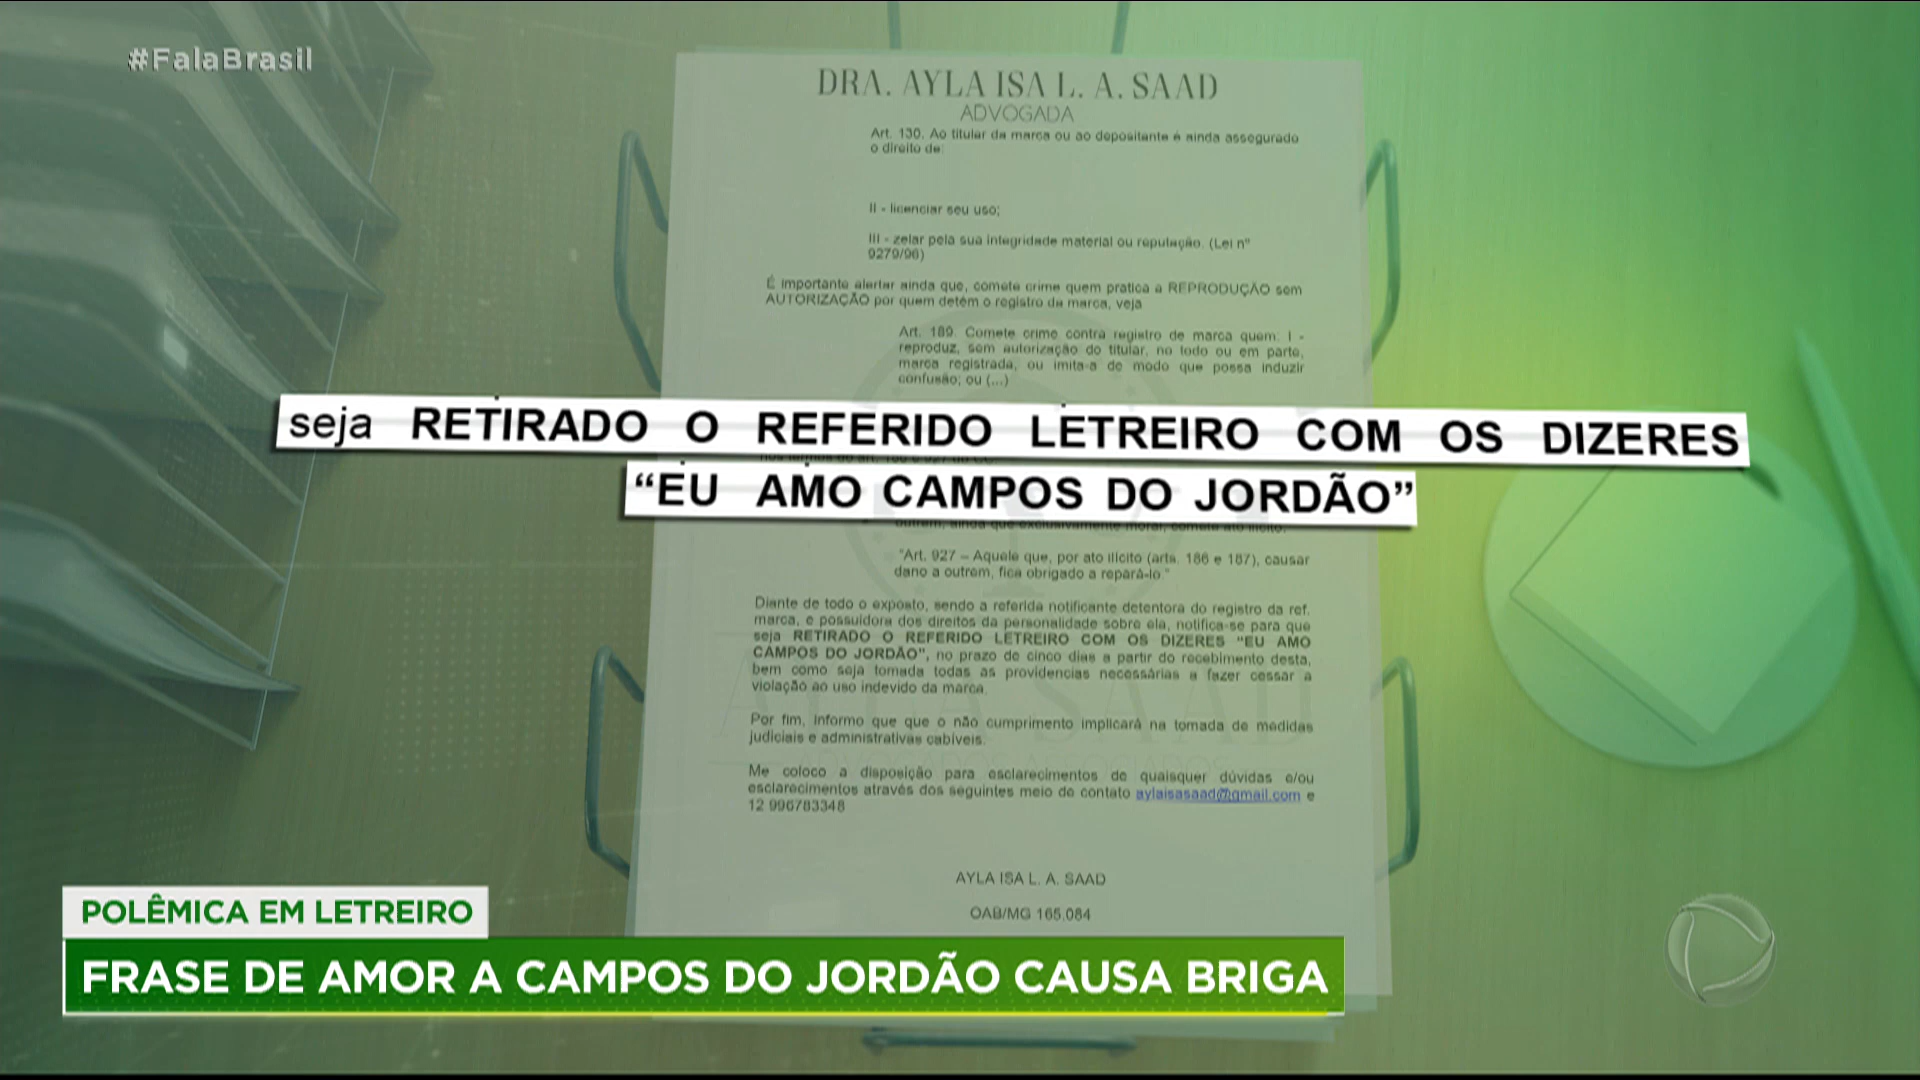 #FalaBrasil
DRA. AYLA ISA L. A. SAAD
ADVOGADA
Art. 130. Ao titular da marca ou ao depositante é ainda assegurado
o direito de:
II - licenciar seu uso;
III - zelar pela sua integridade material ou reputação. (Lei nº
9279/96)
É importante alertar ainda que, comete crime quem pratica a REPRODUÇÃO sem
AUTORIZAÇÃO por quem detém o registro da marca, veja
Art. 189. Comete crime contra registro de marca quem: I -
reproduz, sem autorização do titular, no todo ou em parte,
marca registrada, ou imita-a de modo que possa induzir
confusão; ou (...)
seja RETIRADO O REFERIDO LETREIRO COM OS DIZERES
“EU AMO CAMPOS DO JORDÃO”
outrem, ainda que exclusivamente moral, comete ato ilícito.
“Art. 927 – Aquele que, por ato ilícito (arts. 186 e 187), causar
dano a outrem, fica obrigado a repará-lo.”
Diante de todo o exposto, sendo a referida notificante detentora do registro da ref.
marca, e possuidora dos direitos da personalidade sobre ela, notifica-se para que
seja RETIRADO O REFERIDO LETREIRO COM OS DIZERES “EU AMO
CAMPOS DO JORDÃO”, no prazo de cinco dias a partir do recebimento desta,
bem como seja tomada todas as providencias necessárias a fazer cessar a
violação ao uso indevido da marca.
Por fim, informo que que o não cumprimento implicará na tomada de medidas
judiciais e administrativas cabíveis.
Me coloco a disposição para esclarecimentos de quaisquer dúvidas e/ou
esclarecimentos através dos seguintes meio de contato aylaisasaad@gmail.com e
12 996783348
AYLA ISA L. A. SAAD
OAB/MG 165.084
POLÊMICA EM LETREIRO
FRASE DE AMOR A CAMPOS DO JORDÃO CAUSA BRIGA